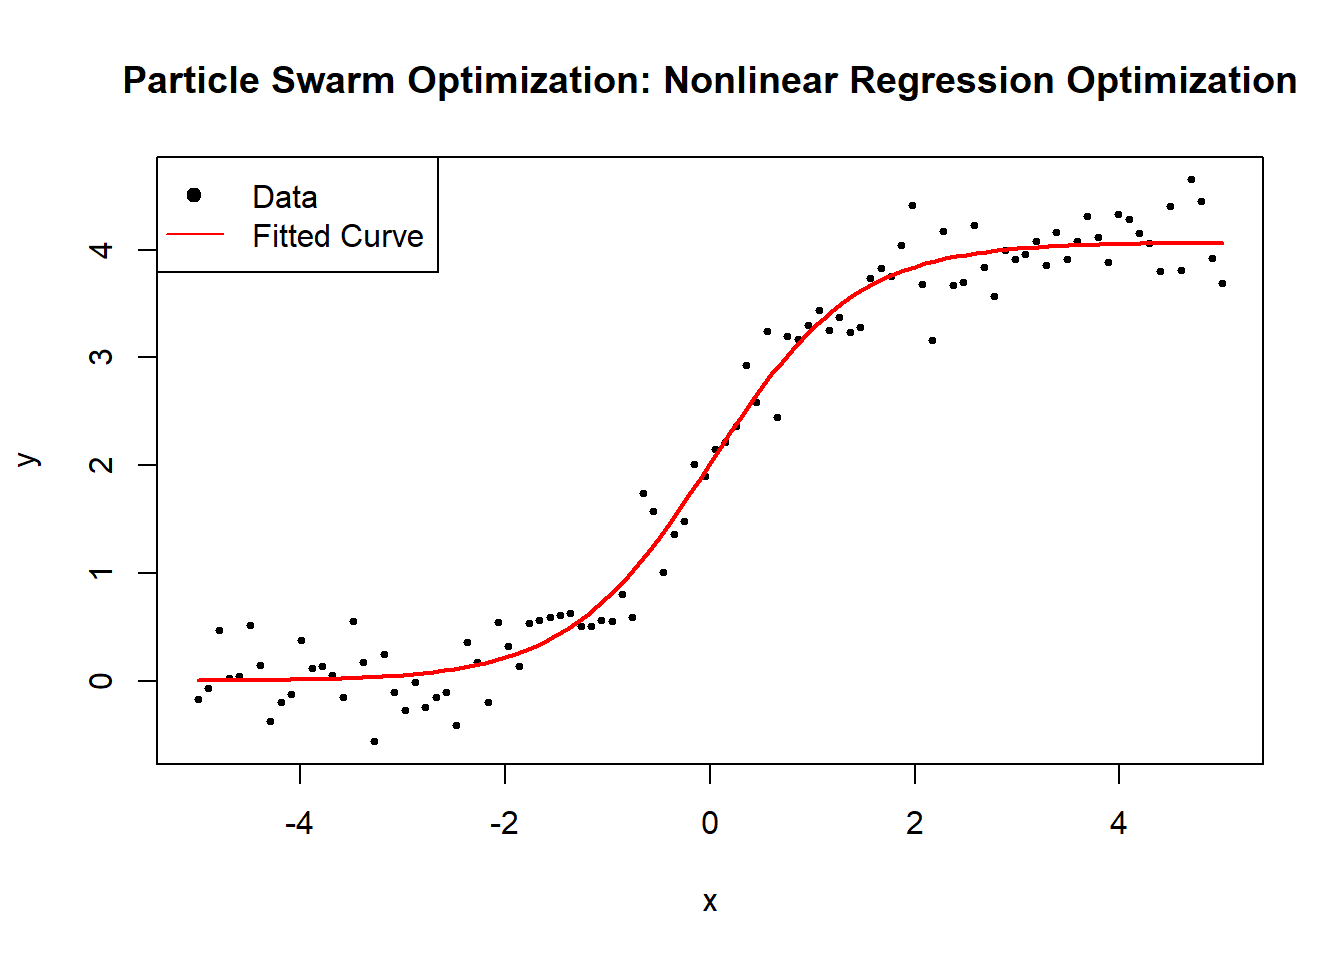 Particle Swarm Optimization: Nonlinear Regression Optimization
Data
Fitted Curve
4
3
2
1
0
y
-4
-2
0
2
4
x